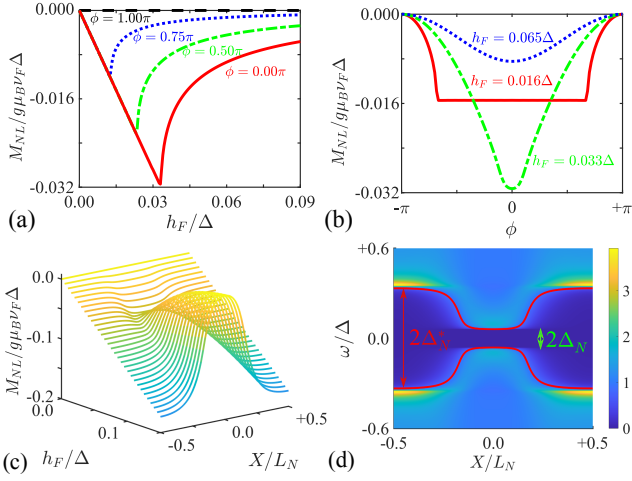 M_{NL}/gμ_Bν_FΔ
0.000
-0.016
-0.032
ϕ = 1.00π
ϕ = 0.75π
ϕ = 0.50π
ϕ = 0.00π
0.00 0.03 0.06 0.09
h_F/Δ
(a)
M_{NL}/gμ_Bν_FΔ
0.000
-0.016
-0.032
h_F = 0.065Δ
h_F = 0.016Δ
h_F = 0.033Δ
-π 0 +π
ϕ
(b)
M_{NL}/gμ_Bν_FΔ
0.0
-0.1
-0.2
0.0
0.1
h_F/Δ
-0.5
0.0
+0.5
X/L_N
(c)
ω/Δ
+0.6
0.0
-0.6
2Δ*_N
2Δ_N
-0.5 0.0 +0.5
X/L_N
3
2
1
0
(d)